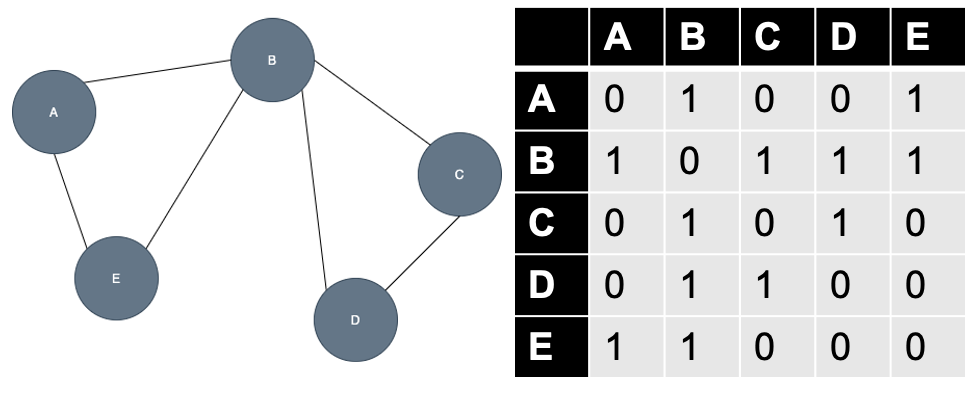 B
A
C
E
D
A B C D E
A 0 1 0 0 1
B 1 0 1 1 1
C 0 1 0 1 0
D 0 1 1 0 0
E 1 1 0 0 0